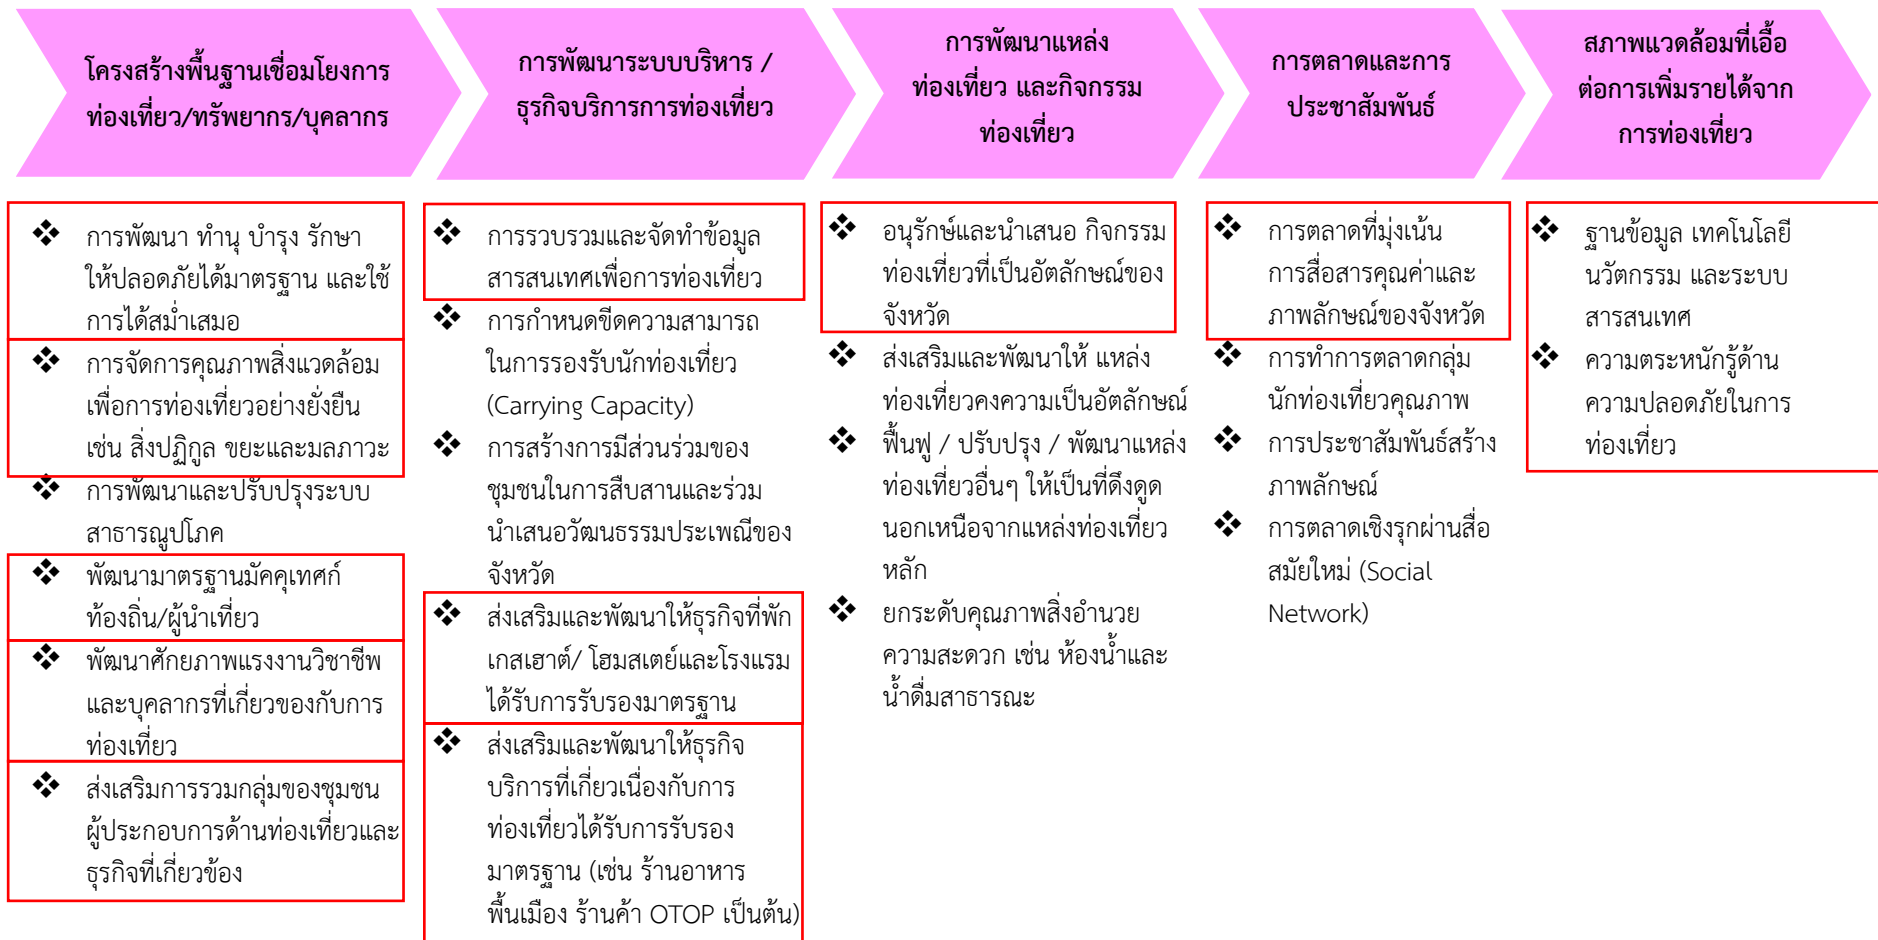 โครงสร้างพื้นฐานเชื่อมโยงการ
ท่องเที่ยว/ทรัพยากร/บุคลากร
การพัฒนาระบบบริหาร /
ธุรกิจบริการการท่องเที่ยว
การพัฒนาแหล่ง
ท่องเที่ยว และกิจกรรม
ท่องเที่ยว
การตลาดและการ
ประชาสัมพันธ์
สภาพแวดล้อมที่เอื้อ
ต่อการเพิ่มรายได้จาก
การท่องเที่ยว
❖ การพัฒนา ทำนุ บำรุง รักษา
ให้ปลอดภัยได้มาตรฐาน และใช้
การได้สม่ำเสมอ
❖ การจัดการคุณภาพสิ่งแวดล้อม
เพื่อการท่องเที่ยวอย่างยั่งยืน
เช่น สิ่งปฏิกูล ขยะและมลภาวะ
❖ การพัฒนาและปรับปรุงระบบ
สาธารณูปโภค
❖ พัฒนามาตรฐานมัคคุเทศก์
ท้องถิ่น/ผู้นำเที่ยว
❖ พัฒนาศักยภาพแรงงานวิชาชีพ
และบุคลากรที่เกี่ยวของกับการ
ท่องเที่ยว
❖ ส่งเสริมการรวมกลุ่มของชุมชน
ผู้ประกอบการด้านท่องเที่ยวและ
ธุรกิจที่เกี่ยวข้อง
❖ การรวบรวมและจัดทำข้อมูล
สารสนเทศเพื่อการท่องเที่ยว
❖ การกำหนดขีดความสามารถ
ในการรองรับนักท่องเที่ยว
(Carrying Capacity)
❖ การสร้างการมีส่วนร่วมของ
ชุมชนในการสืบสานและร่วม
นำเสนอวัฒนธรรมประเพณีของ
จังหวัด
❖ ส่งเสริมและพัฒนาให้ธุรกิจที่พัก
เกสเฮาต์/ โฮมสเตย์และโรงแรม
ได้รับการรับรองมาตรฐาน
❖ ส่งเสริมและพัฒนาให้ธุรกิจ
บริการที่เกี่ยวเนื่องกับการ
ท่องเที่ยวได้รับการรับรอง
มาตรฐาน (เช่น ร้านอาหาร
พื้นเมือง ร้านค้า OTOP เป็นต้น)
❖ อนุรักษ์และนำเสนอ กิจกรรม
ท่องเที่ยวที่เป็นอัตลักษณ์ของ
จังหวัด
❖ ส่งเสริมและพัฒนาให้ แหล่ง
ท่องเที่ยวคงความเป็นอัตลักษณ์
❖ ฟื้นฟู / ปรับปรุง / พัฒนาแหล่ง
ท่องเที่ยวอื่นๆ ให้เป็นที่ดึงดูด
นอกเหนือจากแหล่งท่องเที่ยว
หลัก
❖ ยกระดับคุณภาพสิ่งอำนวย
ความสะดวก เช่น ห้องน้ำและ
น้ำดื่มสาธารณะ
❖ การตลาดที่มุ่งเน้น
การสื่อสารคุณค่าและ
ภาพลักษณ์ของจังหวัด
❖ การทำการตลาดกลุ่ม
นักท่องเที่ยวคุณภาพ
❖ การประชาสัมพันธ์สร้าง
ภาพลักษณ์
❖ การตลาดเชิงรุกผ่านสื่อ
สมัยใหม่ (Social
Network)
❖ ฐานข้อมูล เทคโนโลยี
นวัตกรรม และระบบ
สารสนเทศ
❖ ความตระหนักรู้ด้าน
ความปลอดภัยในการ
ท่องเที่ยว